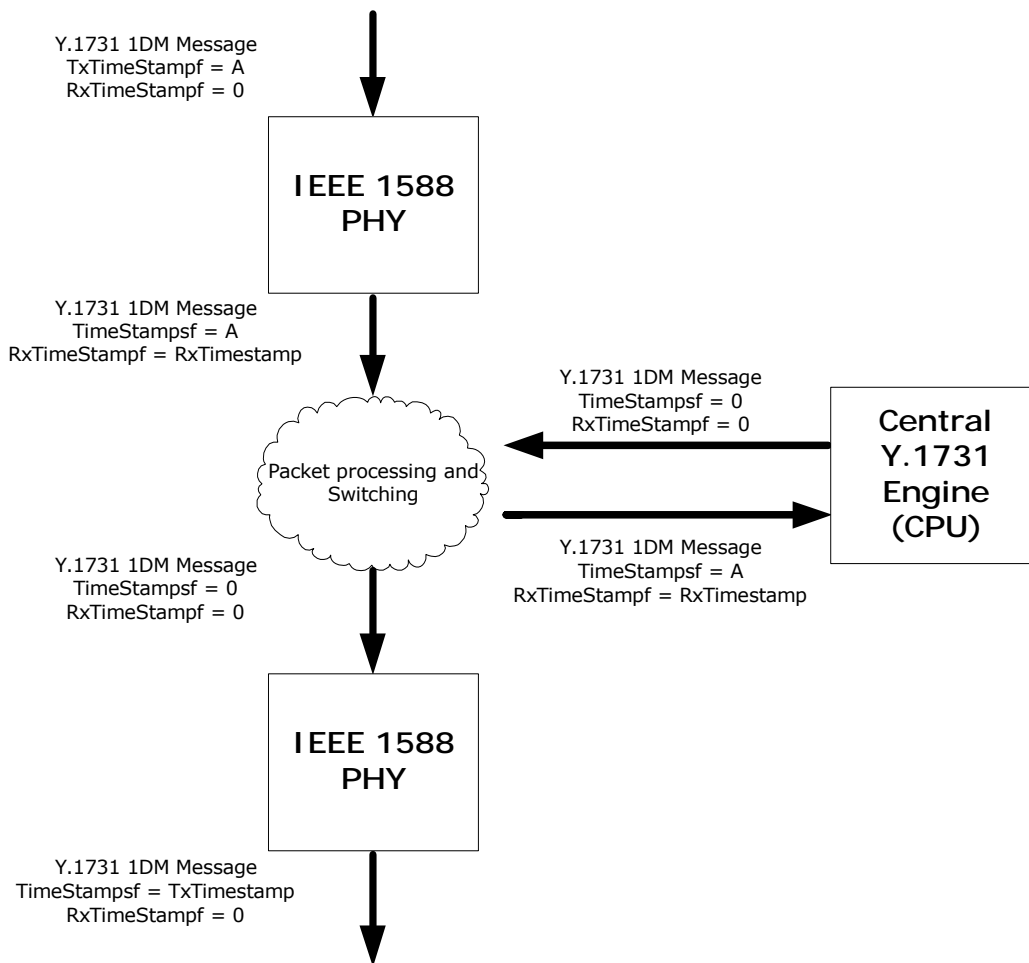 Y.1731 1DM Message
TxTimeStampf = A
RxTimeStampf = 0
IEEE 1588
PHY
Y.1731 1DM Message
TimeStampsf = A
RxTimeStampf = RxTimestamp
Y.1731 1DM Message
TimeStampsf = 0
RxTimeStampf = 0
Central
Y.1731
Engine
(CPU)
Packet processing and
Switching
Y.1731 1DM Message
TimeStampsf = A
RxTimeStampf = RxTimestamp
Y.1731 1DM Message
TimeStampsf = 0
RxTimeStampf = 0
IEEE 1588
PHY
Y.1731 1DM Message
TimeStampsf = TxTimestamp
RxTimeStampf = 0